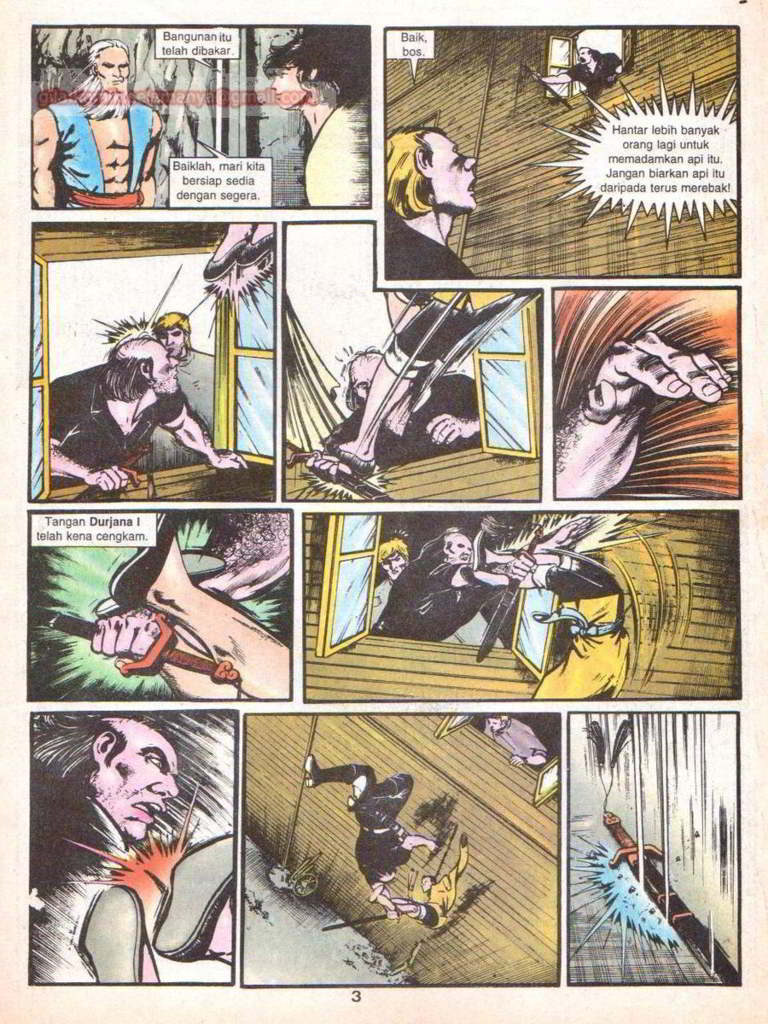 Bangunan itu
telah dibakar.
Baiklah, mari kita
bersiap sedia
dengan segera.
Baik,
bos.
Hantar lebih banyak
orang lagi untuk
memadamkan api itu.
Jangan biarkan api itu
daripada terus merebak!
Tangan Durjana I
telah kena cengkam.
3